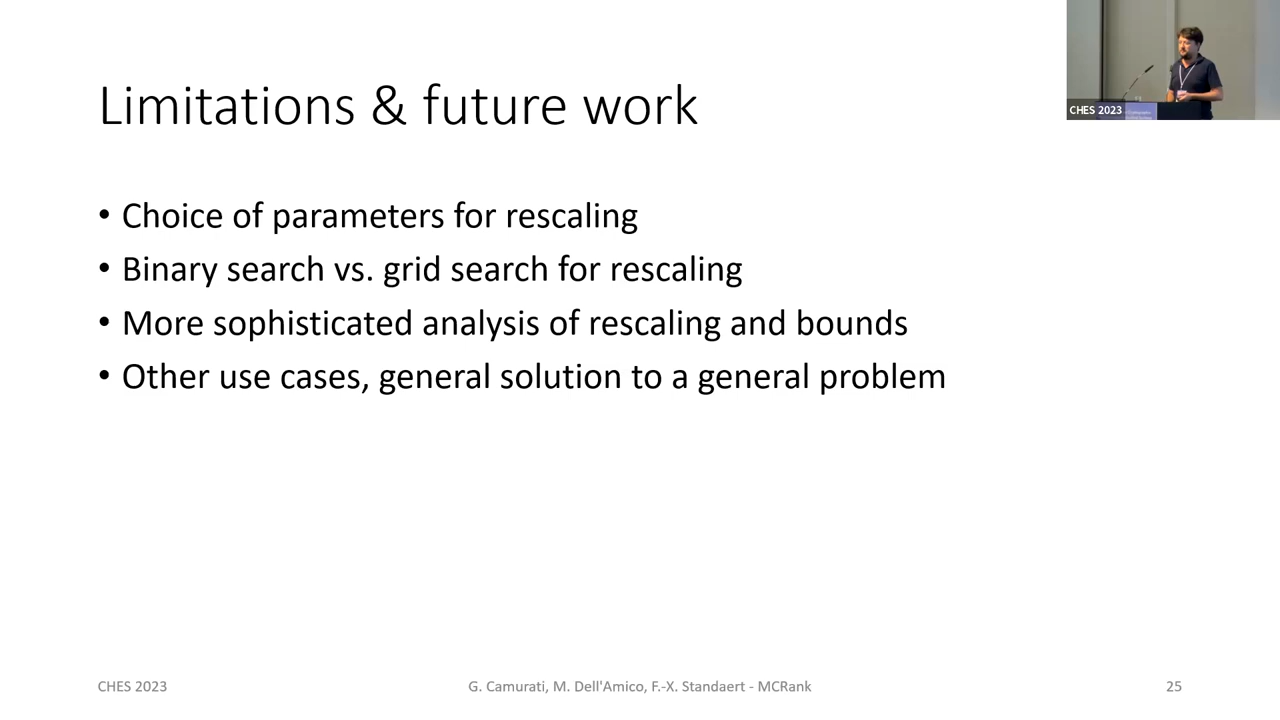 Limitations & future work
CHES 2023
• Choice of parameters for rescaling
• Binary search vs. grid search for rescaling
• More sophisticated analysis of rescaling and bounds
• Other use cases, general solution to a general problem
CHES 2023
G. Camurati, M. Dell'Amico, F.-X. Standaert - MCRank
25